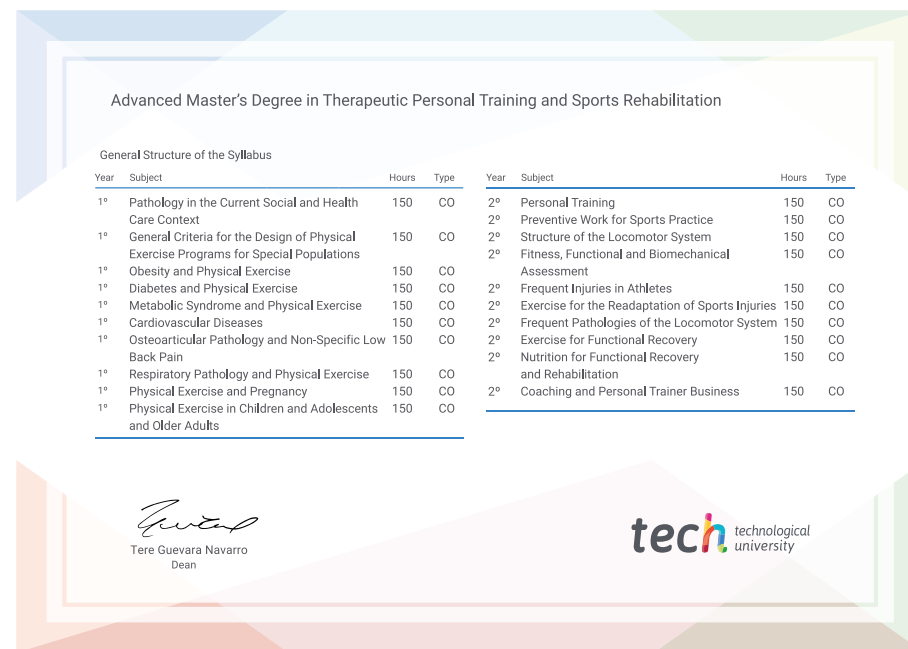 Advanced Master's Degree in Therapeutic Personal Training and Sports Rehabilitation
General Structure of the Syllabus
Year Subject Hours Type
1º Pathology in the Current Social and Health 150 CO
Care Context
1º General Criteria for the Design of Physical 150 CO
Exercise Programs for Special Populations
1º Obesity and Physical Exercise 150 CO
1º Diabetes and Physical Exercise 150 CO
1º Metabolic Syndrome and Physical Exercise 150 CO
1º Cardiovascular Diseases 150 CO
1º Osteoarticular Pathology and Non-Specific Low 150 CO
Back Pain
1º Respiratory Pathology and Physical Exercise 150 CO
1º Physical Exercise and Pregnancy 150 CO
1º Physical Exercise in Children and Adolescents 150 CO
and Older Adults
Year Subject Hours Type
2º Personal Training 150 CO
2º Preventive Work for Sports Practice 150 CO
2º Structure of the Locomotor System 150 CO
2º Fitness, Functional and Biomechanical 150 CO
Assessment
2º Frequent Injuries in Athletes 150 CO
2º Exercise for the Readaptation of Sports Injuries 150 CO
2º Frequent Pathologies of the Locomotor System 150 CO
2º Exercise for Functional Recovery 150 CO
2º Nutrition for Functional Recovery 150 CO
and Rehabilitation
2º Coaching and Personal Trainer Business 150 CO
Tere Guevara Navarro
Dean
tech technological
university